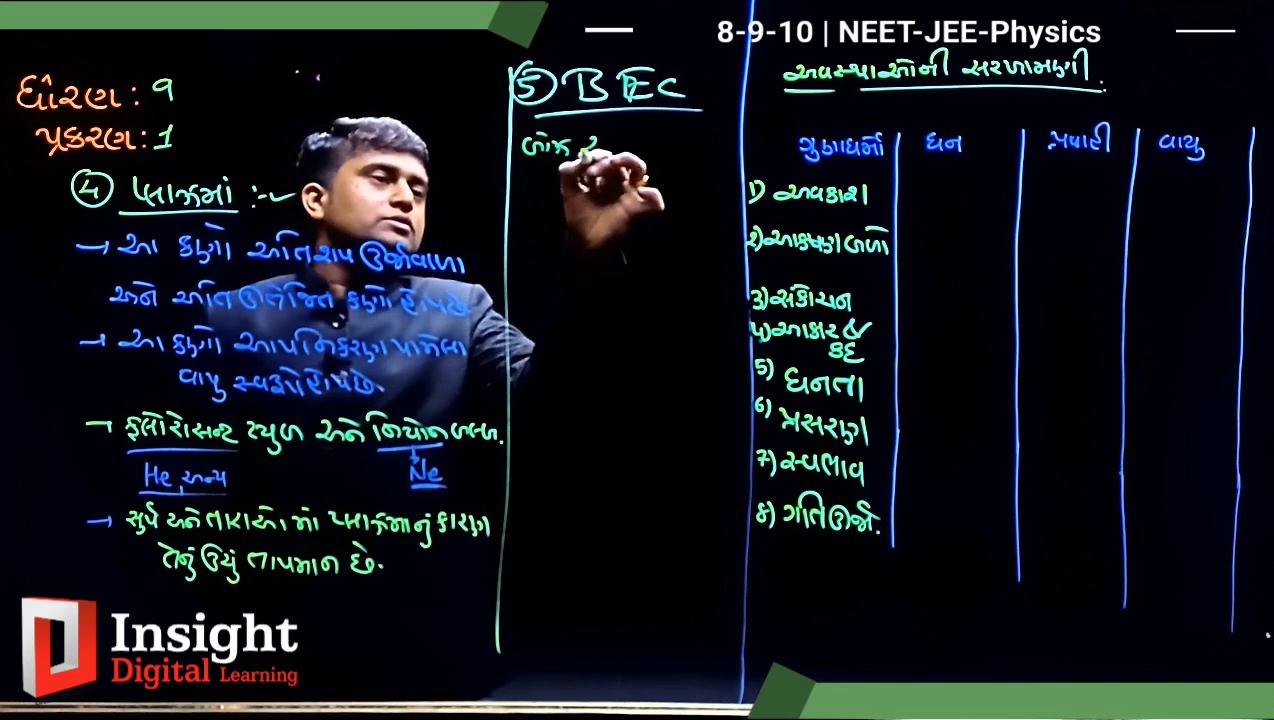 8-9-10 | NEET-JEE-Physics
ધોરણ : 9
પ્રકરણ : 1
④ પ્લાઝમાં :-
→ આ કણો અતિશય ઉર્જાવાળા
અને અતિ ઉત્તેજિત કણો હોય છે.
→ આ કણો આયનિકરણ પામેલા
વાયુ સ્વરૂપે હોય છે.
→ ફ્લોરોસન્ટ ટ્યુબ અને નિયોન બલ્બ.
He, અન્ય
Ne
→ સુર્ય અને તારાઓમાં પ્લાઝમાનું કારણ
તેનું ઉચું તાપમાન છે.
⑤ BEC
બોઝ
અવસ્થાઓની સરખામણી.
ગુણધર્મો ઘન પ્રવાહી વાયુ
1) અવકાશ
2) આકર્ષણ બળો
3) સંકોચન
4) આકાર &
કદ
5) ઘનતા
6) પ્રસરણ
7) સ્વભાવ
8) ગતિઊર્જા.
Insight
Digital Learning